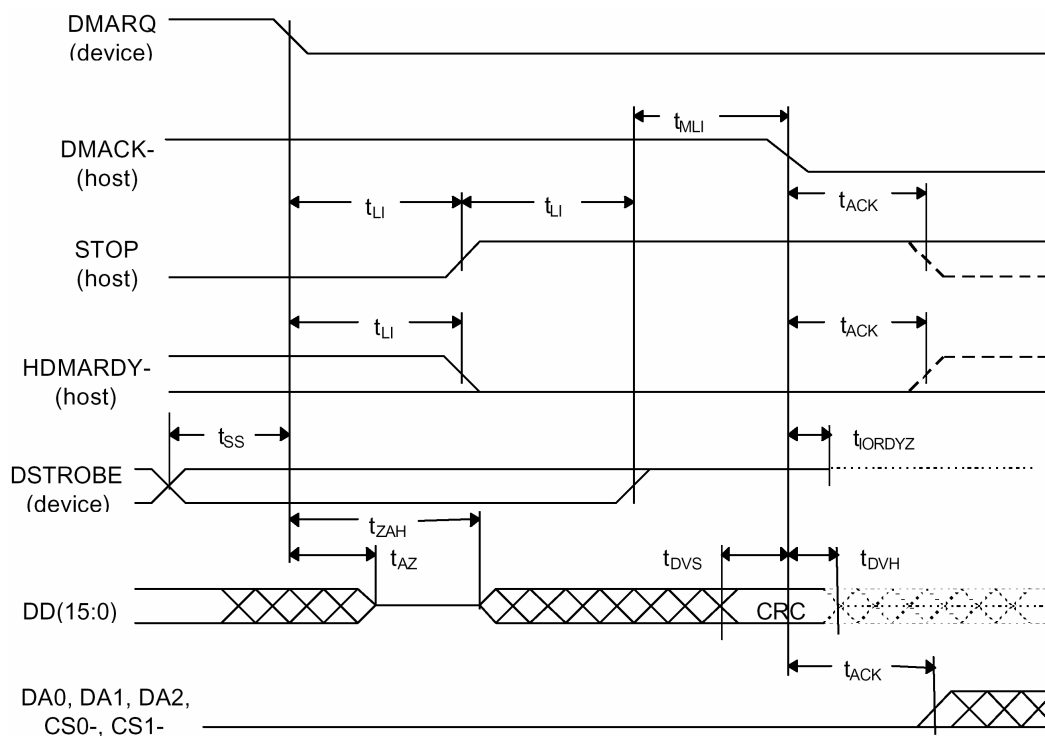 DMARQ
(device)
tMLI
DMACK-
(host)
tLI
tLI
tACK
STOP
(host)
tLI
tACK
HDMARDY-
(host)
tSS
tIORDYZ
DSTROBE
(device)
tZAH
tAZ
tDVS
tDVH
DD(15:0)
CRC
tACK
DA0, DA1, DA2,
CS0-, CS1-